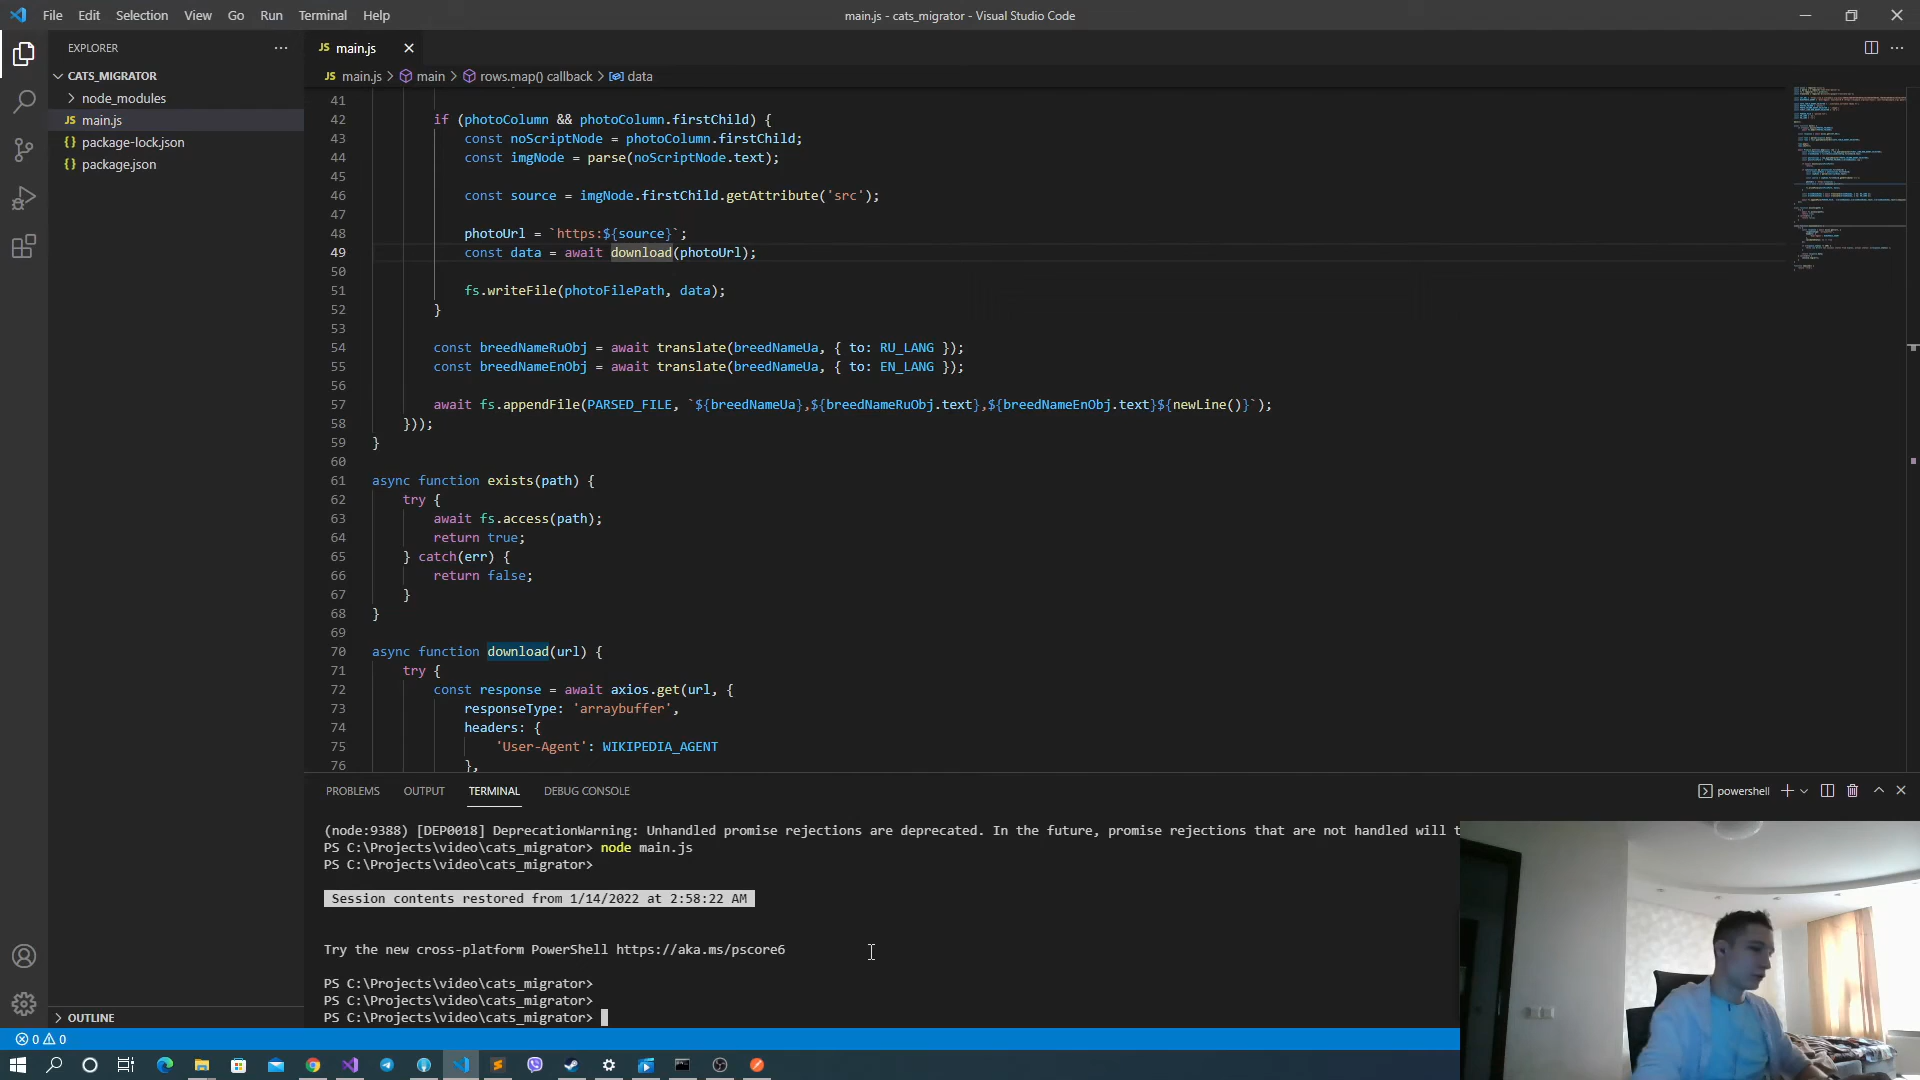 File Edit Selection View Go Run Terminal Help
main.js - cats_migrator - Visual Studio Code
EXPLORER
CATS_MIGRATOR
node_modules
JS main.js
{} package-lock.json
{} package.json
OUTLINE
JS main.js
JS main.js > main > rows.map() callback > data
41
42 if (photoColumn && photoColumn.firstChild) {
43 const noScriptNode = photoColumn.firstChild;
44 const imgNode = parse(noScriptNode.text);
45
46 const source = imgNode.firstChild.getAttribute('src');
47
48 photoUrl = `https:${source}`;
49 const data = await download(photoUrl);
50
51 fs.writeFile(photoFilePath, data);
52 }
53
54 const breedNameRuObj = await translate(breedNameUa, { to: RU_LANG });
55 const breedNameEnObj = await translate(breedNameUa, { to: EN_LANG });
56
57 await fs.appendFile(PARSED_FILE, `${breedNameUa},${breedNameRuObj.text},${breedNameEnObj.text}${newLine()}`);
58 }));
59 }
60
61 async function exists(path) {
62 try {
63 await fs.access(path);
64 return true;
65 } catch(err) {
66 return false;
67 }
68 }
69
70 async function download(url) {
71 try {
72 const response = await axios.get(url, {
73 responseType: 'arraybuffer',
74 headers: {
75 'User-Agent': WIKIPEDIA_AGENT
76 },
PROBLEMS OUTPUT TERMINAL DEBUG CONSOLE
powershell
(node:9388) [DEP0018] DeprecationWarning: Unhandled promise rejections are deprecated. In the future, promise rejections that are not handled will t
PS C:\Projects\video\cats_migrator> node main.js
PS C:\Projects\video\cats_migrator>
Session contents restored from 1/14/2022 at 2:58:22 AM
Try the new cross-platform PowerShell https://aka.ms/pscore6
PS C:\Projects\video\cats_migrator>
PS C:\Projects\video\cats_migrator>
PS C:\Projects\video\cats_migrator>
0 0